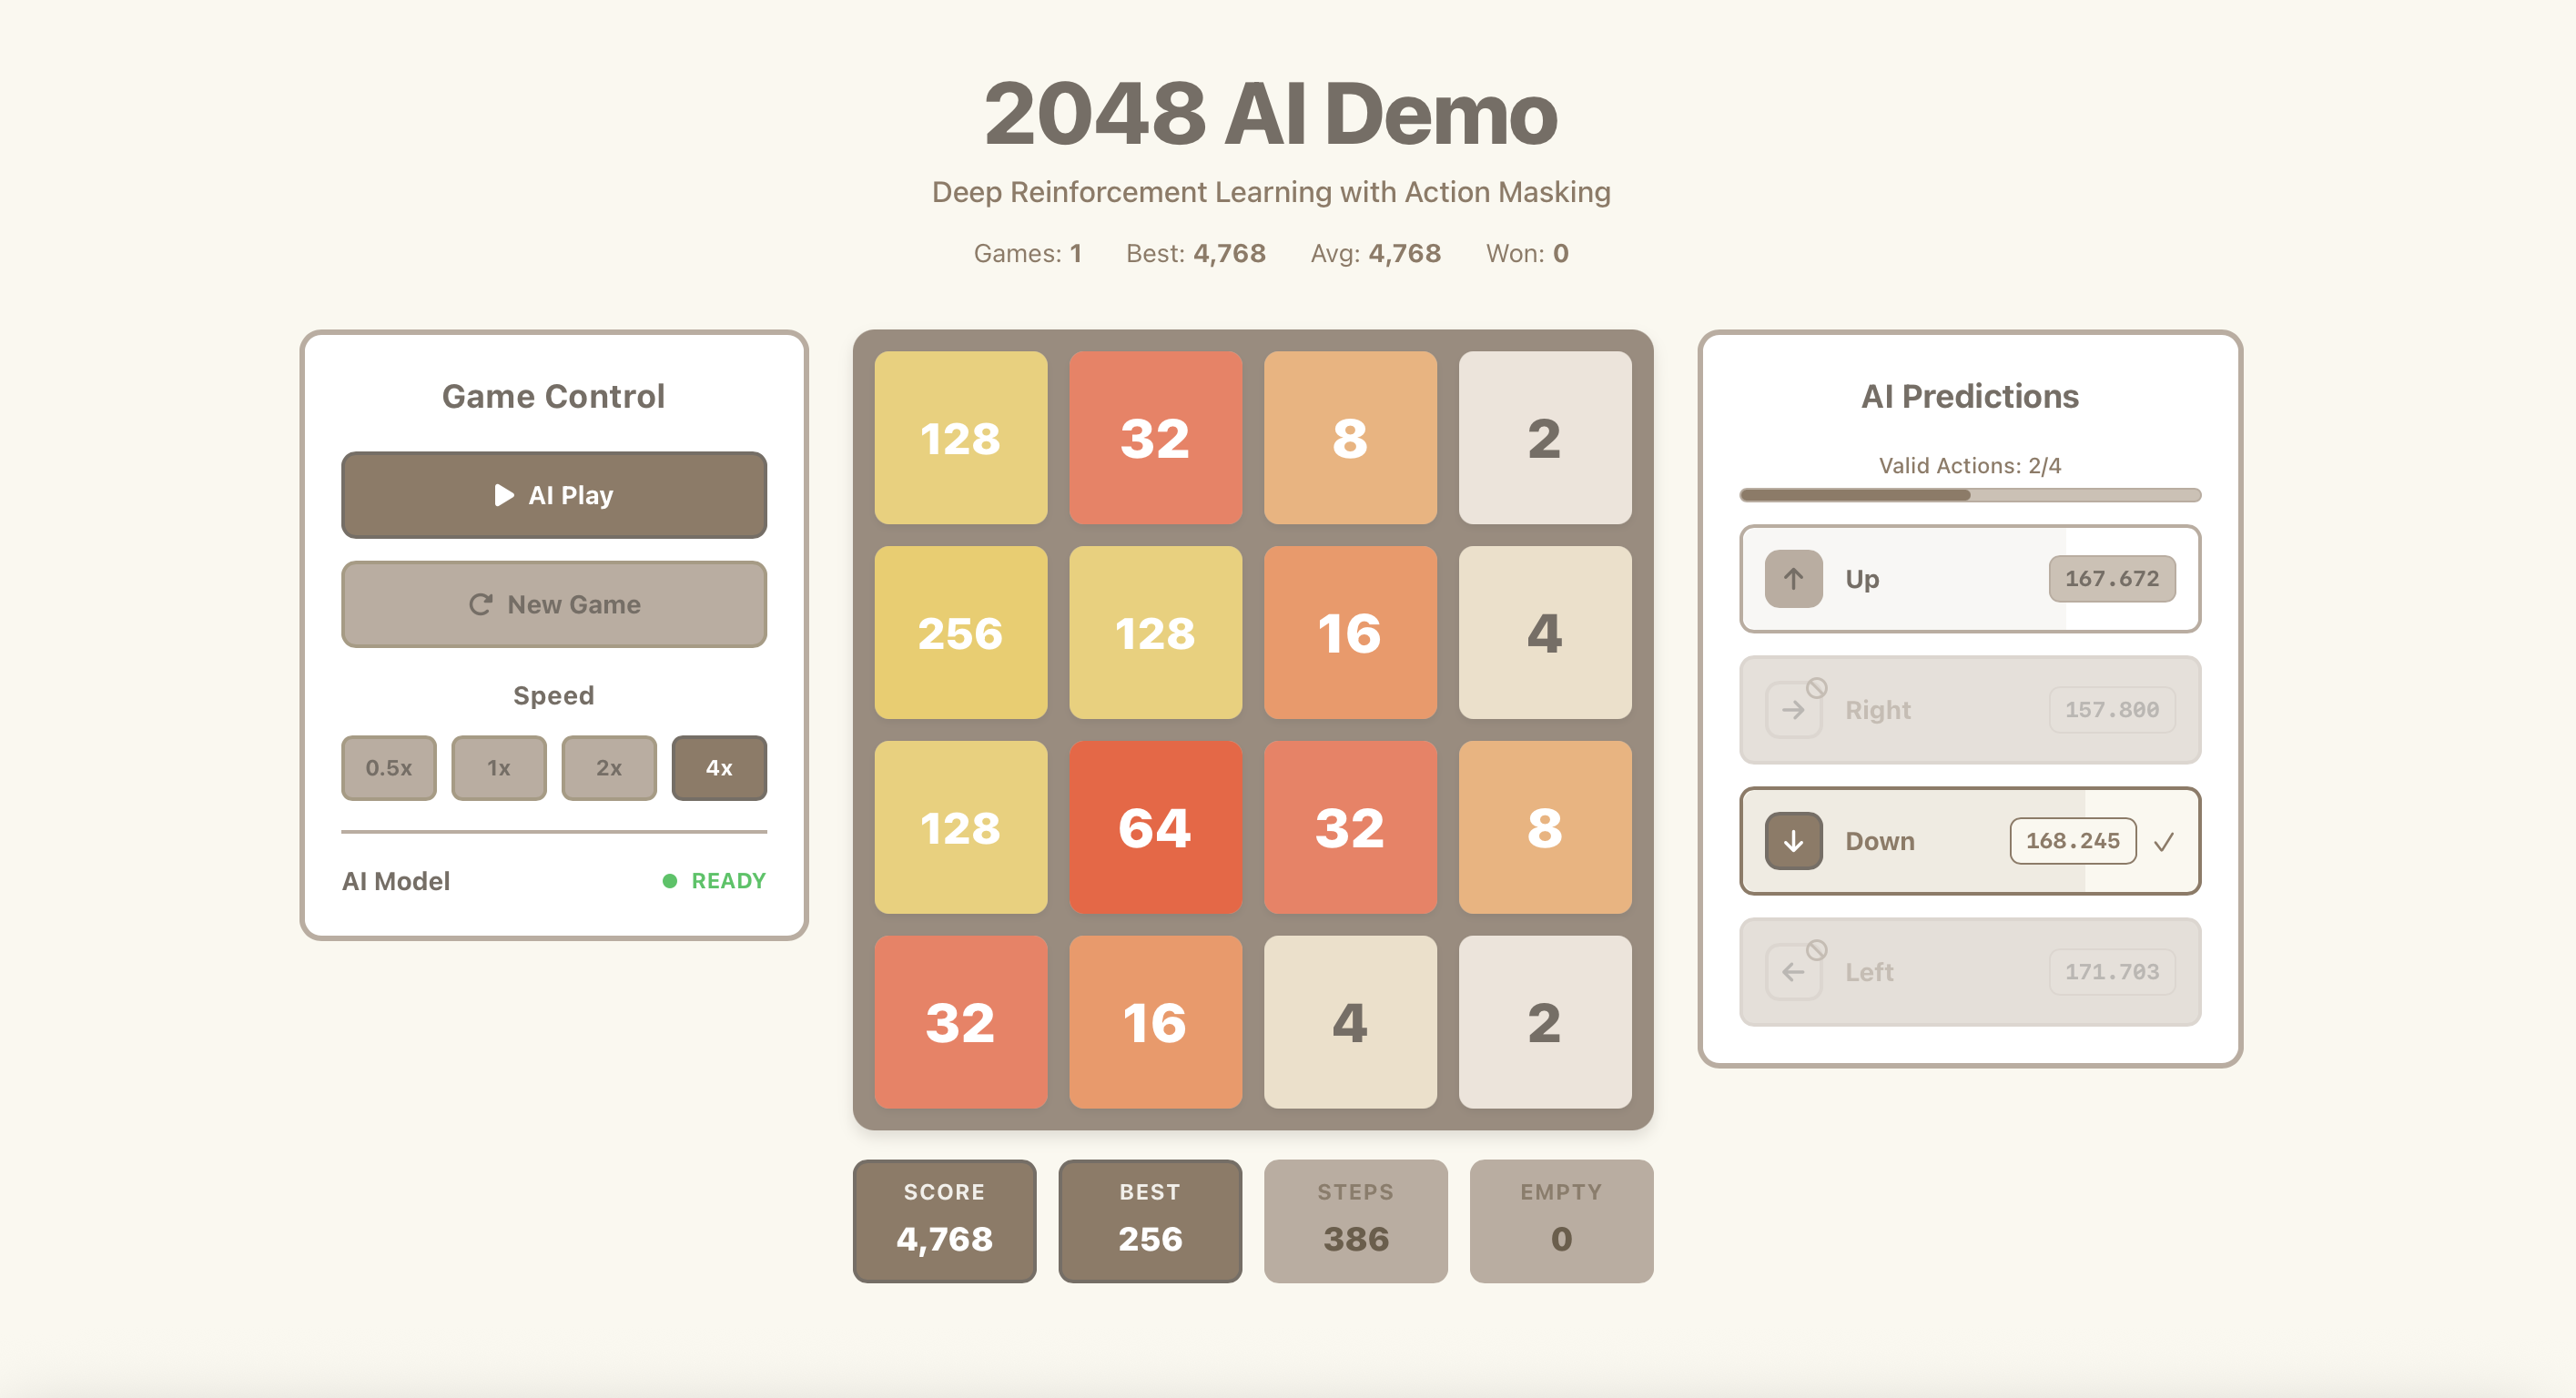 2048 AI Demo
Deep Reinforcement Learning with Action Masking
Games: 1 Best: 4,768 Avg: 4,768 Won: 0
Game Control
AI Play
New Game
Speed
0.5x 1x 2x 4x
AI Model READY
128 32 8 2
256 128 16 4
128 64 32 8
32 16 4 2
SCORE BEST STEPS EMPTY
4,768 256 386 0
AI Predictions
Valid Actions: 2/4
Up 167.672
Right 157.800
Down 168.245
Left 171.703